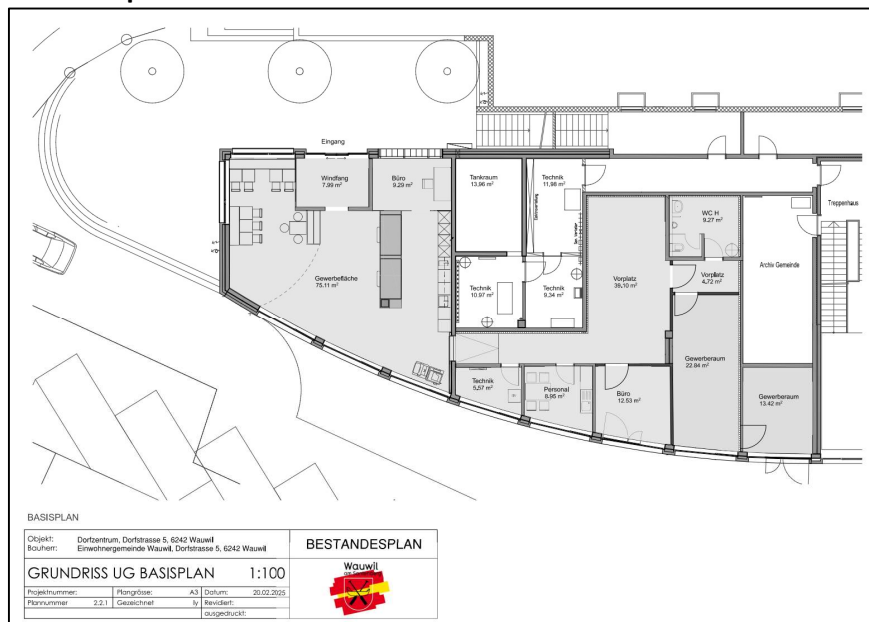 Eingang
Windfang
7.99 m²
Büro
9.29 m²
Tankraum
13,96 m²
Technik
11,98 m²
WC H
9.27 m²
Treppenhaus
Archiv Gemeinde
Gewerbefläche
75.11 m²
Technik
10.97 m²
Technik
9.34 m²
Vorplatz
39.10 m²
Vorplatz
4.72 m²
Gewerberaum
22.84 m²
Technik
5.57 m²
Personal
8.95 m²
Büro
12.53 m²
Gewerberaum
13.42 m²
BASISPLAN
Objekt: Dorfzentrum, Dorfstrasse 5, 6242 Wauwil
Bauherr: Einwohnergemeinde Wauwil, Dorfstrasse 5, 6242 Wauwil
BESTANDESPLAN
GRUNDRISS UG BASISPLAN 1:100
Projektnummer: Plangrösse: A3 Datum: 20.02.2025
Plannummer 2.2.1 Gezeichnet ly Revidiert:
ausgedruckt:
Wauwil